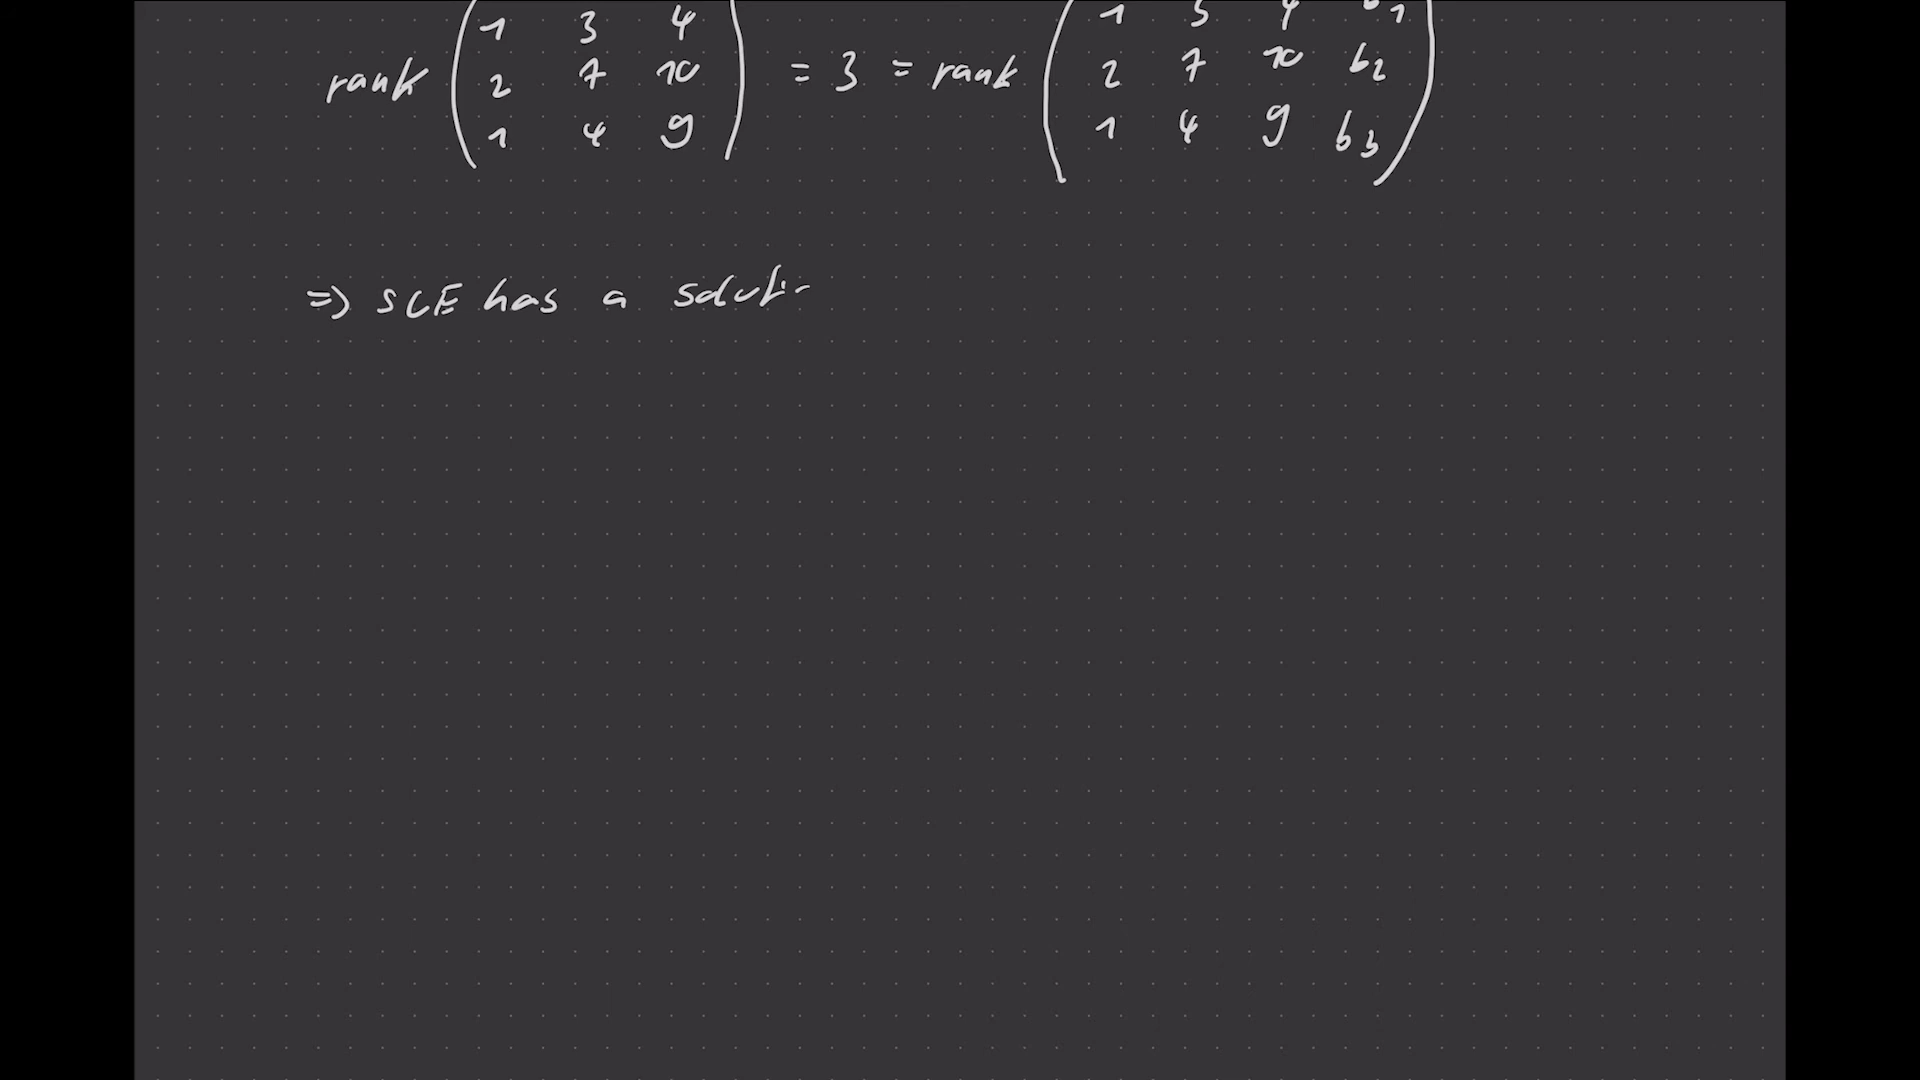 1 3 4 1 3 4 b1
rank 2 7 10 = 3 = rank 2 7 10 b2
1 4 9 1 4 9 b3
=> SLE has a soluti